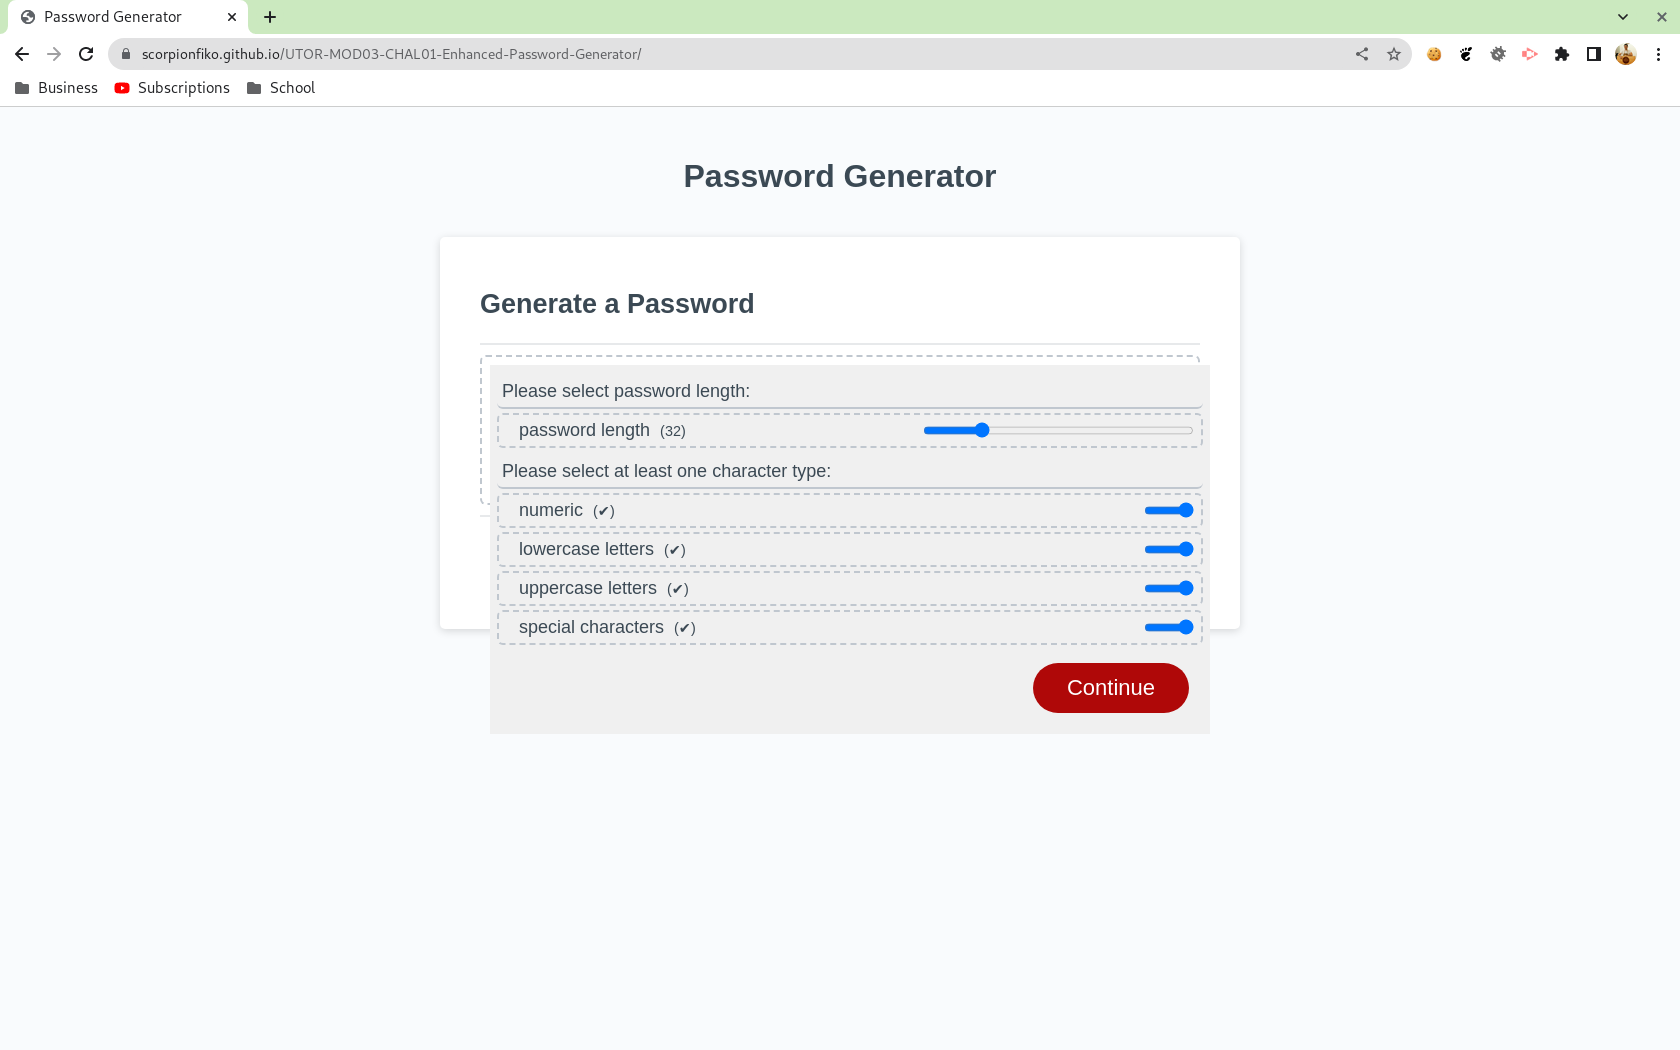 Password Generator
scorpionfiko.github.io/UTOR-MOD03-CHAL01-Enhanced-Password-Generator/
Business Subscriptions School
Password Generator
Generate a Password
Please select password length:
password length (32)
Please select at least one character type:
numeric (✔)
lowercase letters (✔)
uppercase letters (✔)
special characters (✔)
Continue